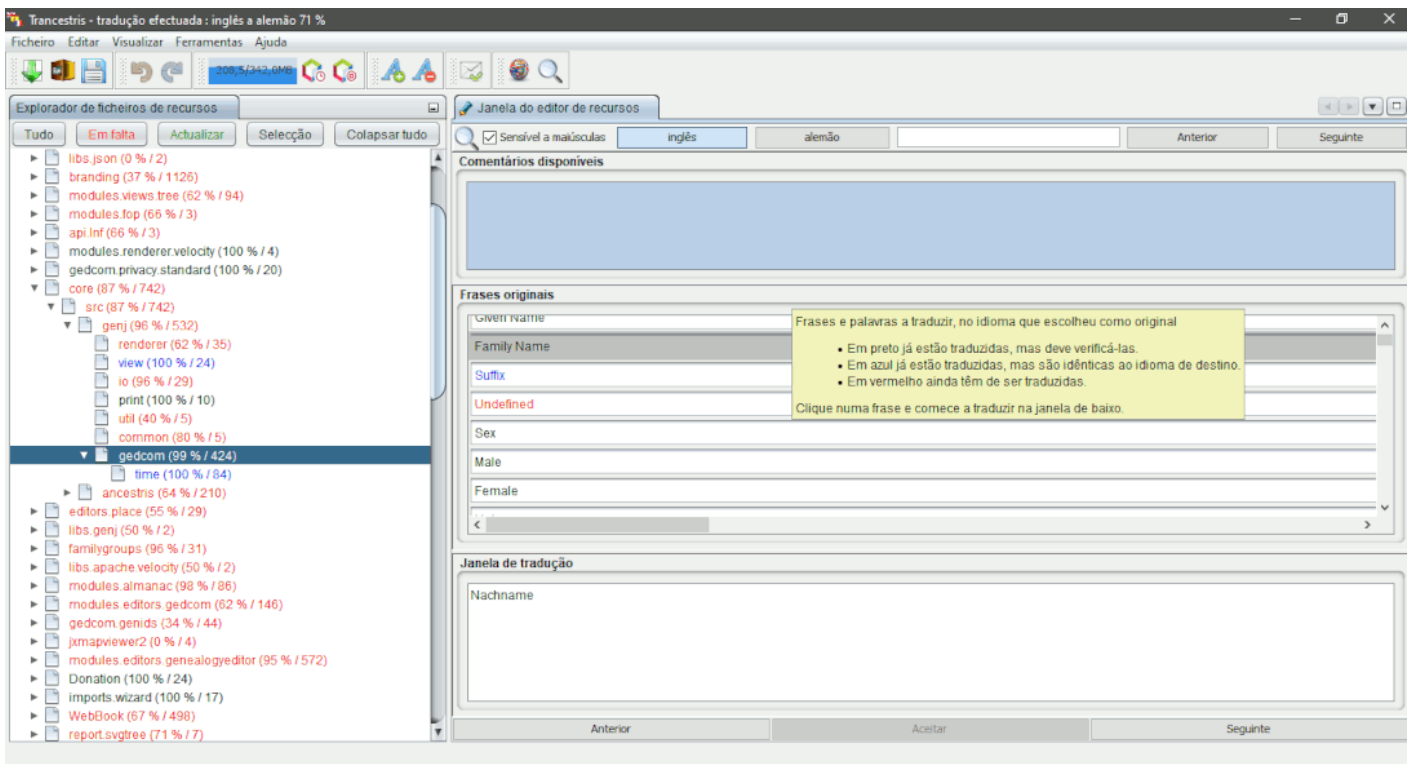 Trancestris - tradução efectuada : inglês a alemão 71 %
Ficheiro Editar Visualizar Ferramentas Ajuda
208,5/342,0MB
Explorador de ficheiros de recursos
Tudo Em falta Actualizar Selecção Colapsar tudo
libs.json (0 % / 2)
branding (37 % / 1126)
modules.views.tree (62 % / 94)
modules.fop (66 % / 3)
api.lnf (66 % / 3)
modules.renderer.velocity (100 % / 4)
gedcom.privacy.standard (100 % / 20)
core (87 % / 742)
src (87 % / 742)
genj (96 % / 532)
renderer (62 % / 35)
view (100 % / 24)
io (96 % / 29)
print (100 % / 10)
util (40 % / 5)
common (80 % / 5)
gedcom (99 % / 424)
time (100 % / 84)
ancestris (64 % / 210)
editors.place (55 % / 29)
libs.genj (50 % / 2)
familygroups (96 % / 31)
libs.apache.velocity (50 % / 2)
modules.almanac (98 % / 86)
modules.editors.gedcom (62 % / 146)
gedcom.genids (34 % / 44)
jxmapviewer2 (0 % / 4)
modules.editors.genealogyeditor (95 % / 572)
Donation (100 % / 24)
imports.wizard (100 % / 17)
WebBook (67 % / 498)
report.svgtree (71 % / 7)
Janela do editor de recursos
Sensível a maiúsculas inglês alemão Anterior Seguinte
Comentários disponíveis
Frases originais
Given Name
Family Name
Suffix
Undefined
Sex
Male
Female
Frases e palavras a traduzir, no idioma que escolheu como original
• Em preto já estão traduzidas, mas deve verificá-las.
• Em azul já estão traduzidas, mas são idênticas ao idioma de destino.
• Em vermelho ainda têm de ser traduzidas.
Clique numa frase e comece a traduzir na janela de baixo.
Janela de tradução
Nachname
Anterior Aceitar Seguinte